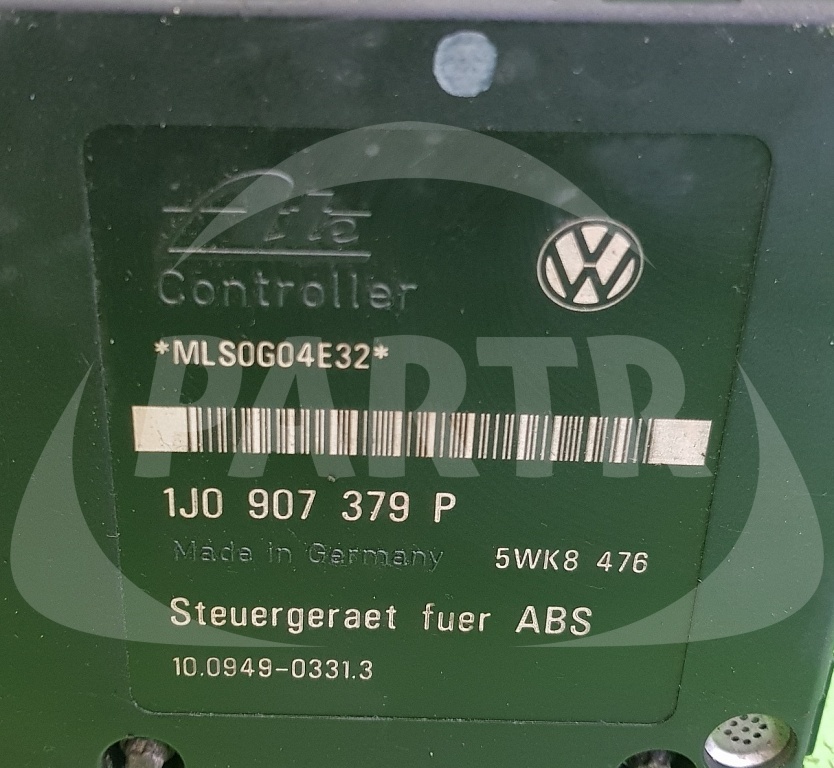 Ate
Controller
*MLS0G04E32*
PARTR
1J0 907 379 P
Made in Germany 5WK8 476
Steuergeraet fuer ABS
10.0949-0331.3